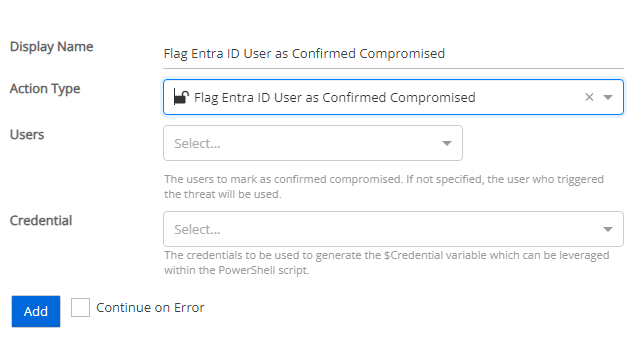 Display Name
Flag Entra ID User as Confirmed Compromised
Action Type
Flag Entra ID User as Confirmed Compromised
Users
Select...
The users to mark as confirmed compromised. If not specified, the user who triggered
the threat will be used.
Credential
Select...
The credentials to be used to generate the $Credential variable which can be leveraged
within the PowerShell script.
Add
Continue on Error